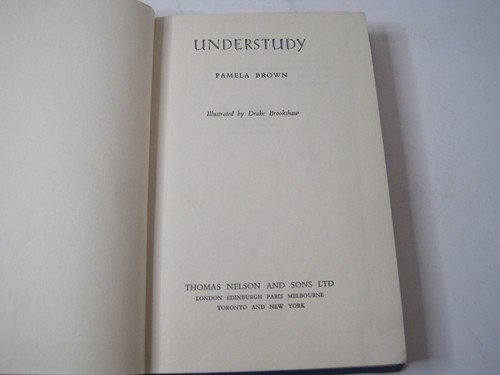 UNDERSTUDY
PAMELA BROWN
Illustrated by Drake Brookshaw
THOMAS NELSON AND SONS LTD
LONDON EDINBURGH PARIS MELBOURNE
TORONTO AND NEW YORK